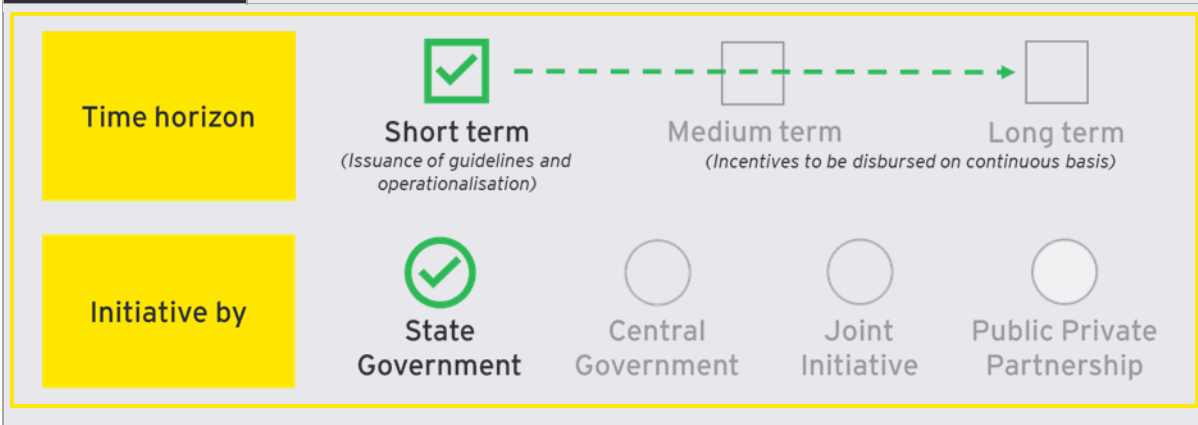 Time horizon
Short term
(Issuance of guidelines and
operationalisation)
Medium term
Long term
(Incentives to be disbursed on continuous basis)
Initiative by
State
Government
Central
Government
Joint
Initiative
Public Private
Partnership